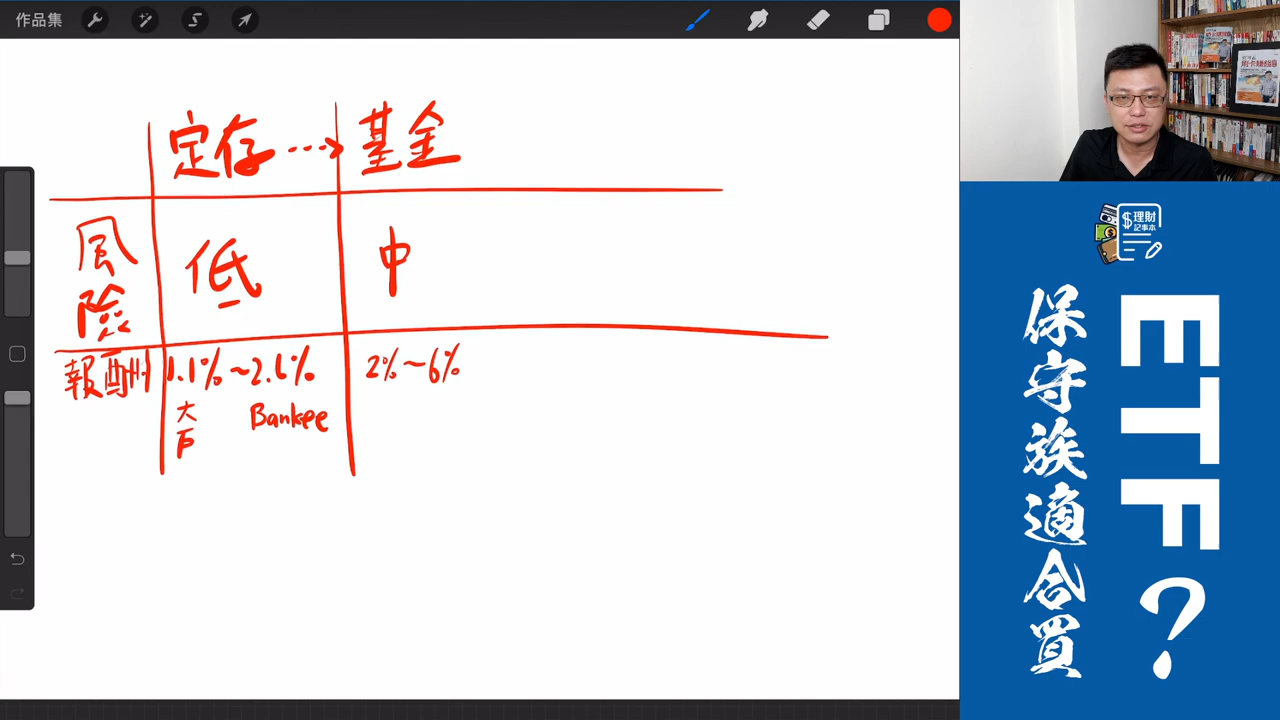 作品集
定存 ⋯→ 基金
風險 低 中
報酬 1.1%~2.6% 2%~6%
大戶 Bankee
$理財
記事本
ETF?
保守族適合買